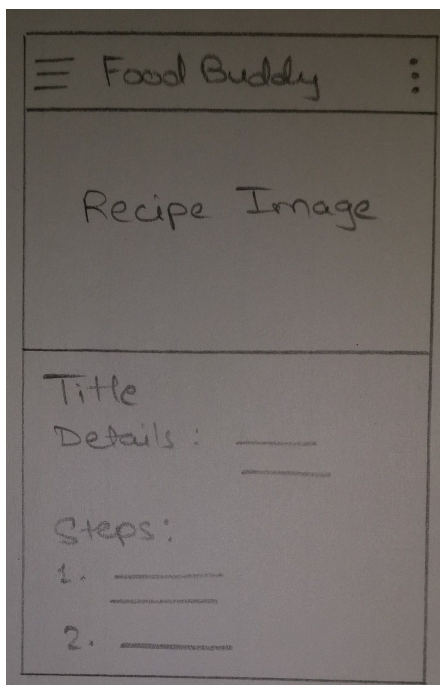 Food Buddy
Recipe Image
Title
Details :
Steps:
1.
2.